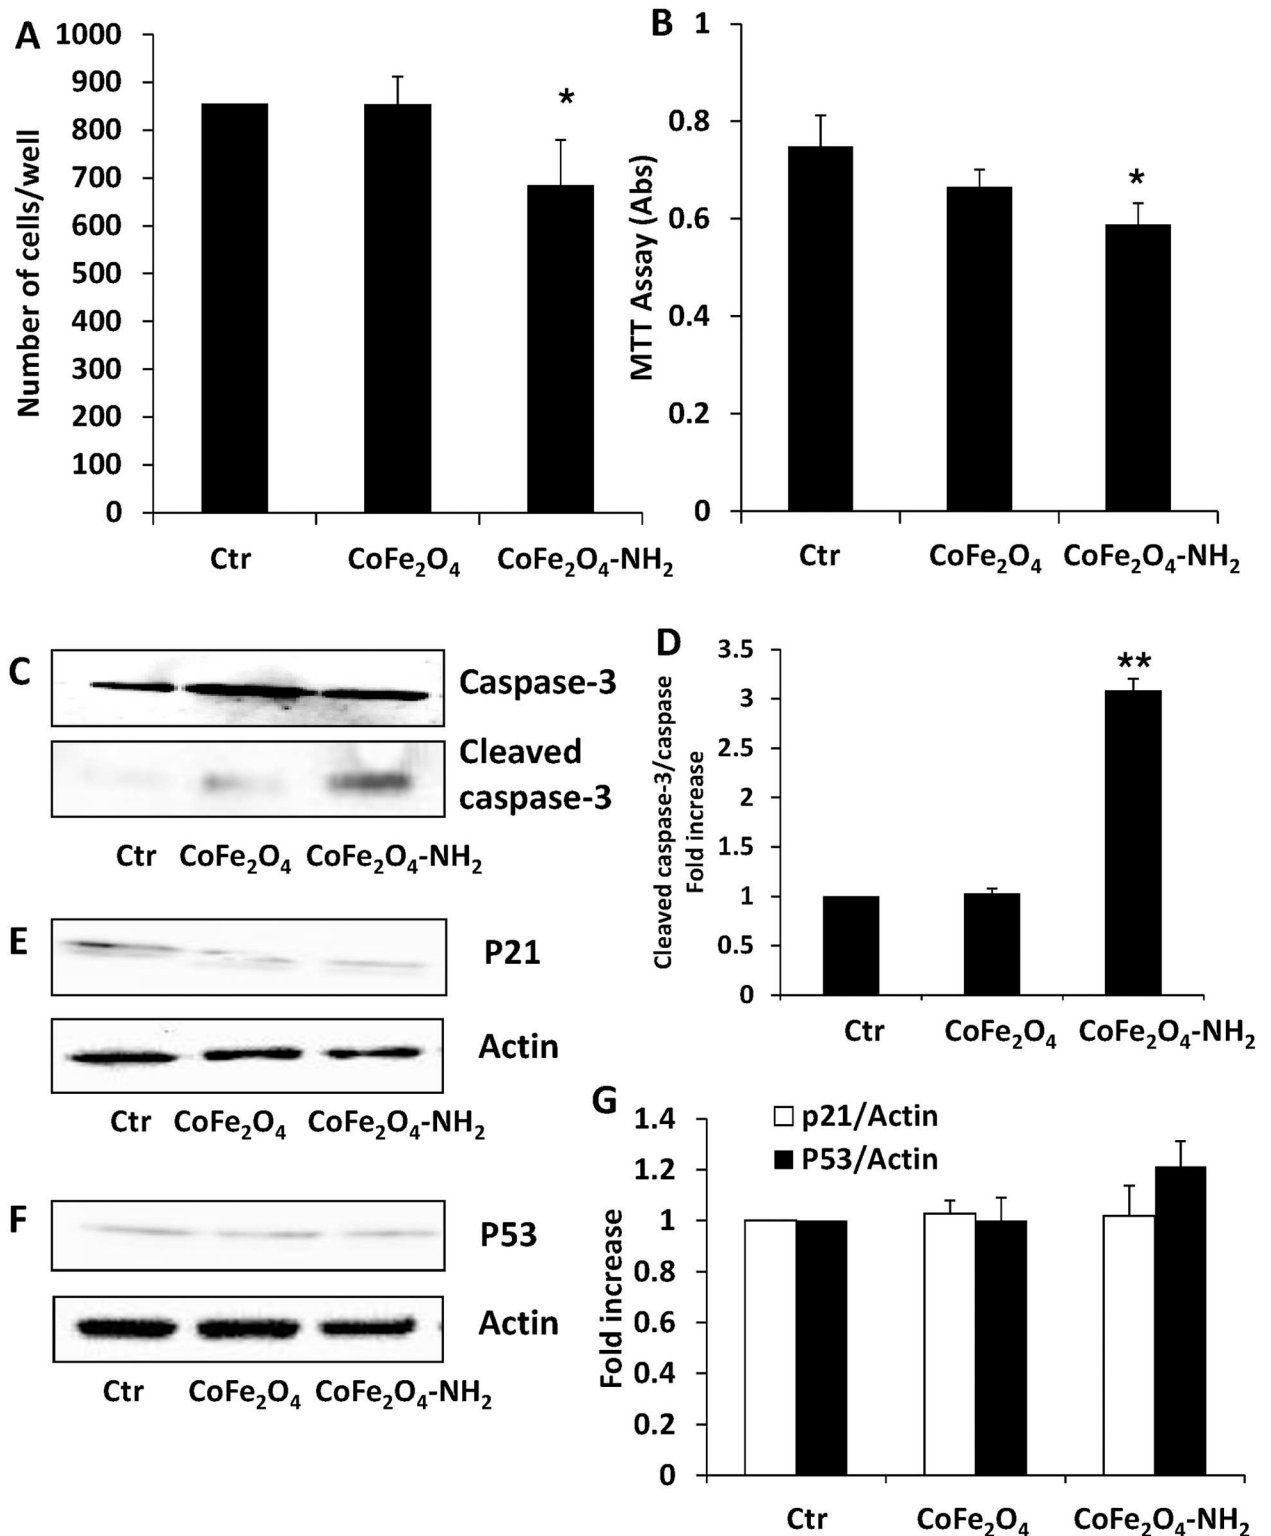 A
1000
900
800
700
600
500
400
300
200
100
0
Number of cells/well
*
Ctr
CoFe₂O₄
CoFe₂O₄-NH₂
B
1
0.8
0.6
0.4
0.2
0
MTT Assay (Abs)
*
Ctr
CoFe₂O₄
CoFe₂O₄-NH₂
C
Caspase-3
Cleaved
caspase-3
Ctr
CoFe₂O₄
CoFe₂O₄-NH₂
D
3.5
3
2.5
2
1.5
1
0.5
0
Cleaved caspase-3/caspase
Fold increase
**
Ctr
CoFe₂O₄
CoFe₂O₄-NH₂
E
P21
Actin
Ctr
CoFe₂O₄
CoFe₂O₄-NH₂
F
P53
Actin
Ctr
CoFe₂O₄
CoFe₂O₄-NH₂
G
1.4
1.2
1
0.8
0.6
0.4
0.2
0
Fold increase
p21/Actin
P53/Actin
Ctr
CoFe₂O₄
CoFe₂O₄-NH₂